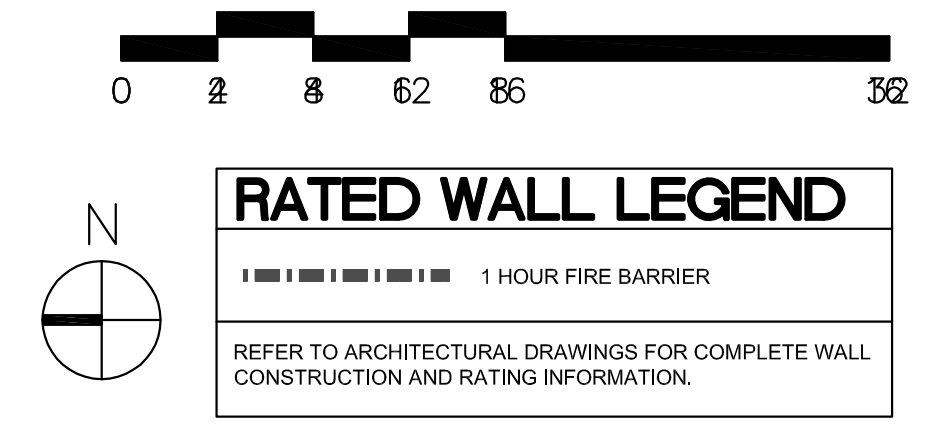 0
RATED WALL LEGEND
N
1 HOUR FIRE BARRIER
REFER TO ARCHITECTURAL DRAWINGS FOR COMPLETE WALL
CONSTRUCTION AND RATING INFORMATION.